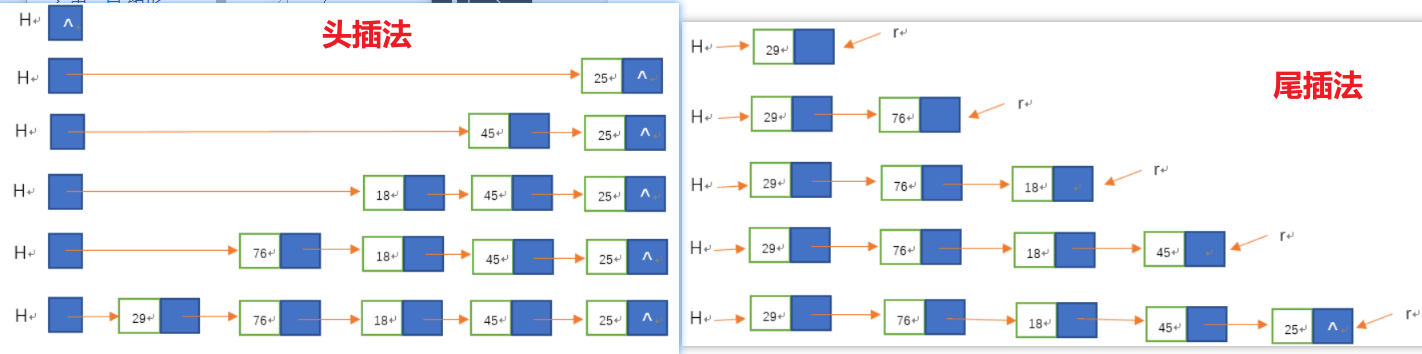 H ^
头插法
H 25 ^
H 45 25 ^
H 18 45 25 ^
H 76 18 45 25 ^
H 29 76 18 45 25 ^
尾插法
H 29 r
H 29 76 r
H 29 76 18 r
H 29 76 18 45 r
H 29 76 18 45 25 ^ r